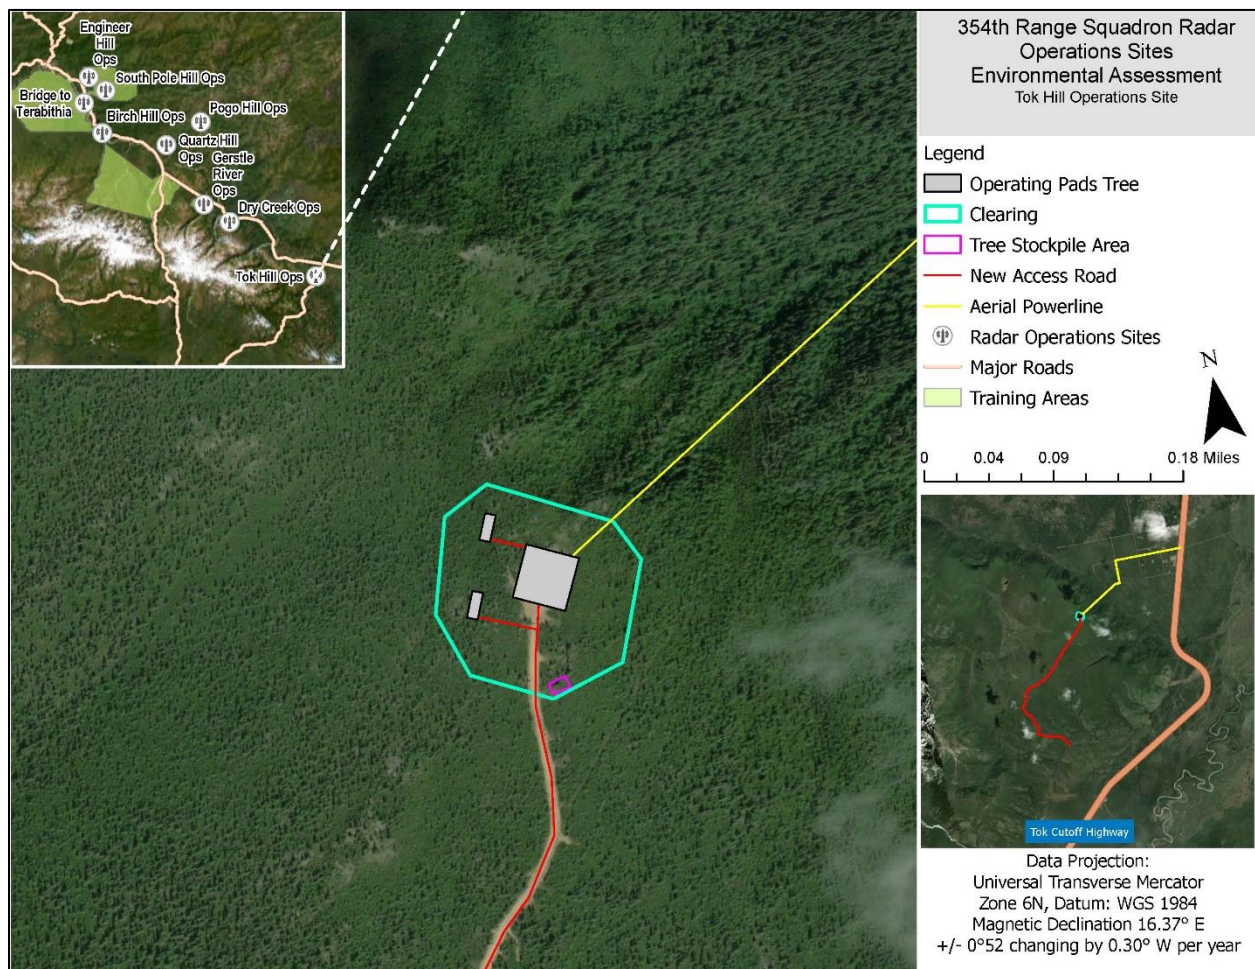 354th Range Squadron Radar
Operations Sites
Environmental Assessment
Tok Hill Operations Site
Engineer
Hill
Ops
South Pole Hill Ops
Bridge to
Terabithia
Birch Hill Ops
Pogo Hill Ops
Quartz Hill
Ops
Gerstle
River
Ops
Dry Creek Ops
Tok Hill Ops
Legend
Operating Pads Tree
Clearing
Tree Stockpile Area
New Access Road
Aerial Powerline
Radar Operations Sites
Major Roads
Training Areas
N
0 0.04 0.09 0.18 Miles
Tok Cutoff Highway
Data Projection:
Universal Transverse Mercator
Zone 6N, Datum: WGS 1984
Magnetic Declination 16.37° E
+/- 0°52 changing by 0.30° W per year